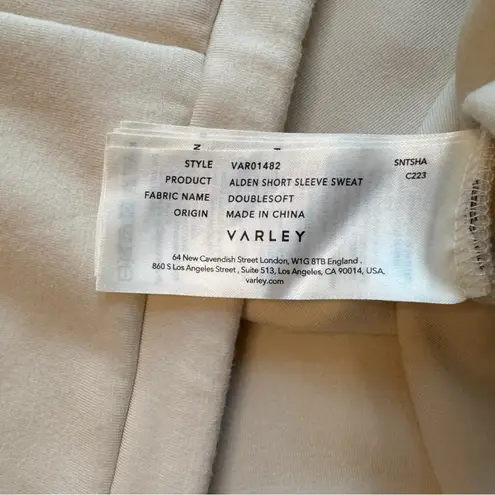 STYLE VAR01482 SNTSHA
PRODUCT ALDEN SHORT SLEEVE SWEAT C223
FABRIC NAME DOUBLESOFT
ORIGIN MADE IN CHINA
VARLEY
64 New Cavendish Street London, W1G 8TB England .
860 S Los Angeles Street , Suite 513, Los Angeles, CA 90014, USA.
varley.com